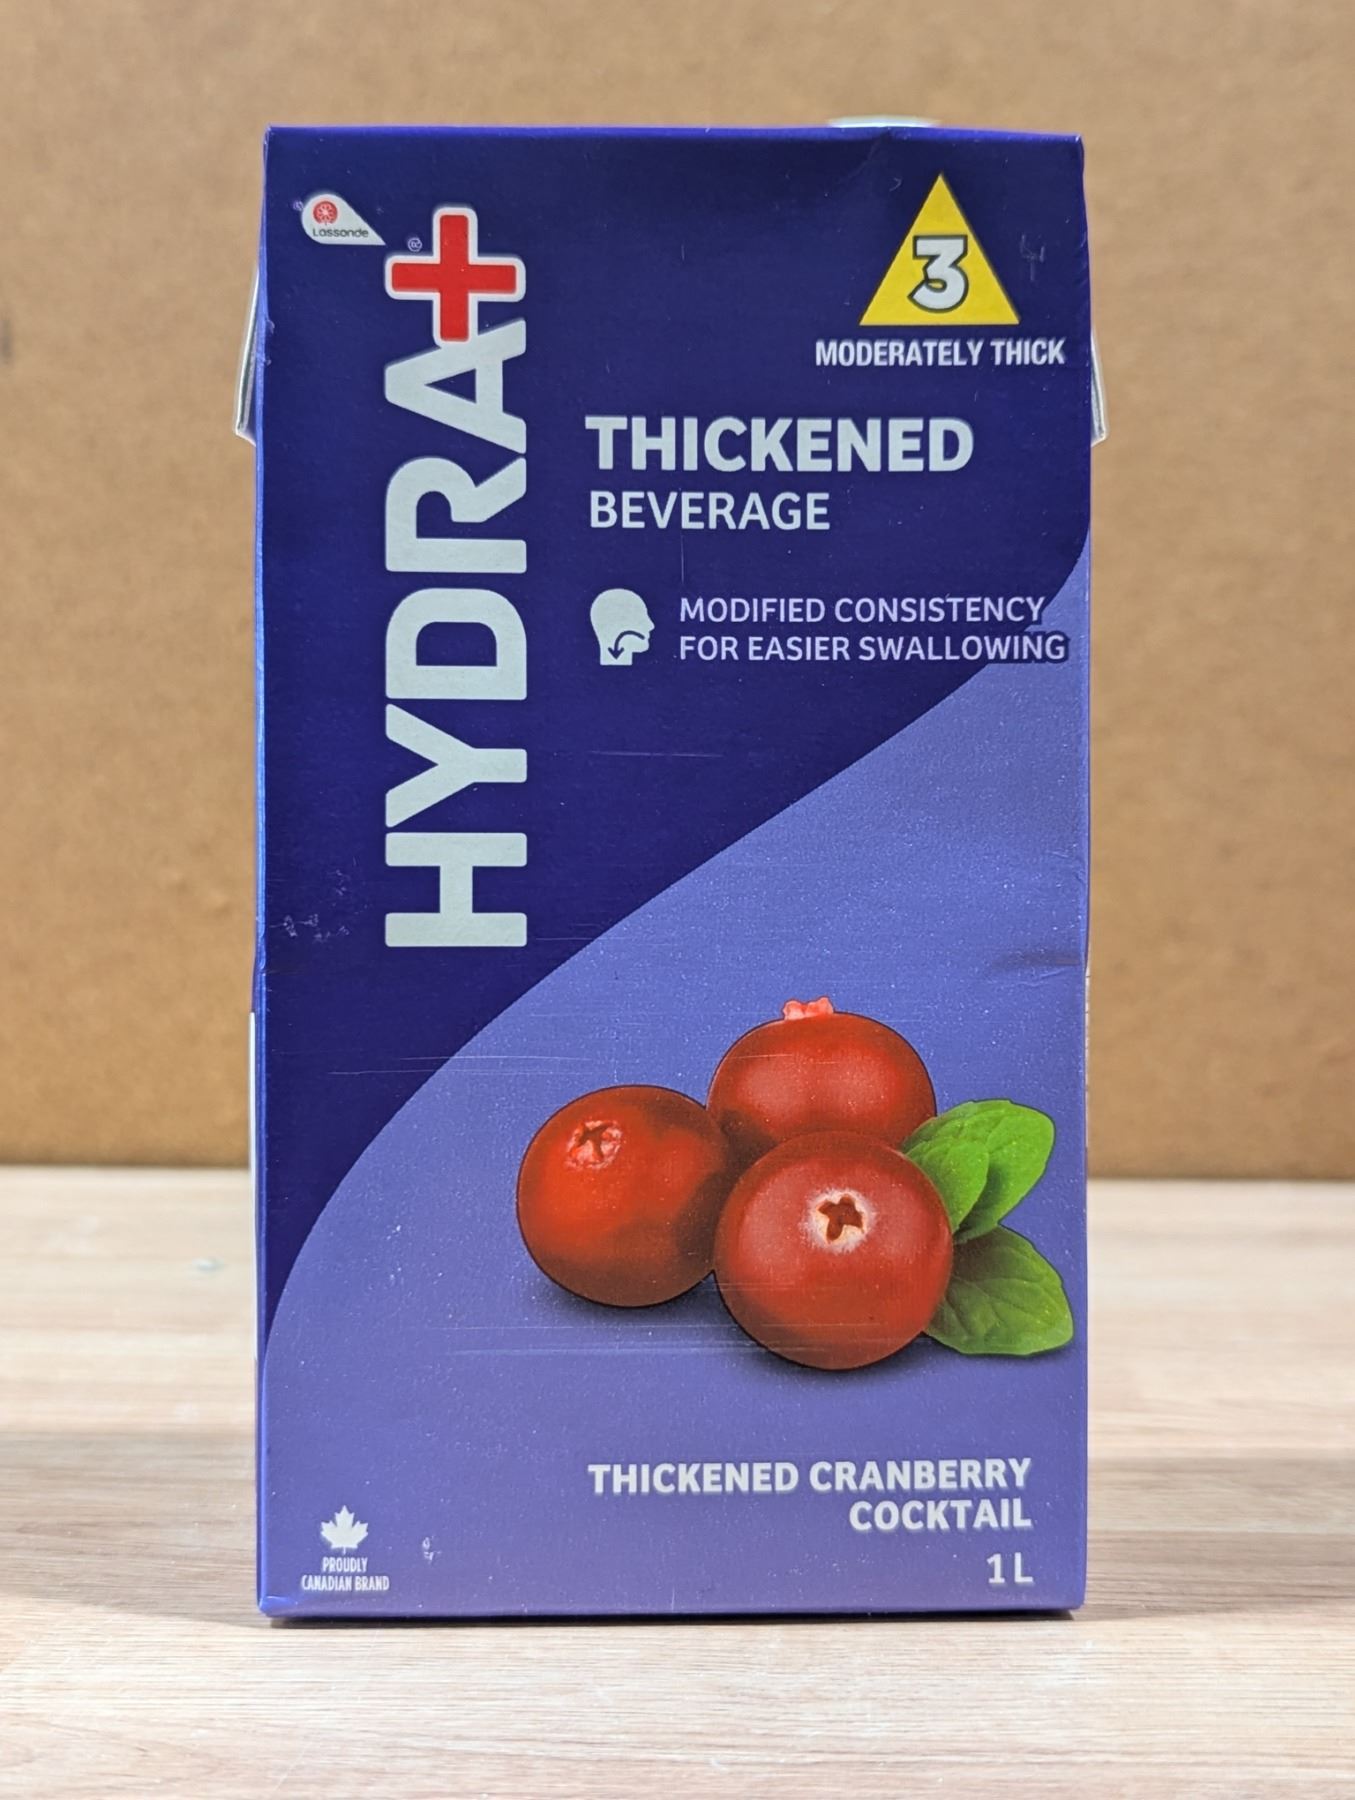 Lassonde
HYDRA+
3
MODERATELY THICK
THICKENED
BEVERAGE
MODIFIED CONSISTENCY
FOR EASIER SWALLOWING
THICKENED CRANBERRY
COCKTAIL
1 L
PROUDLY
CANADIAN BRAND